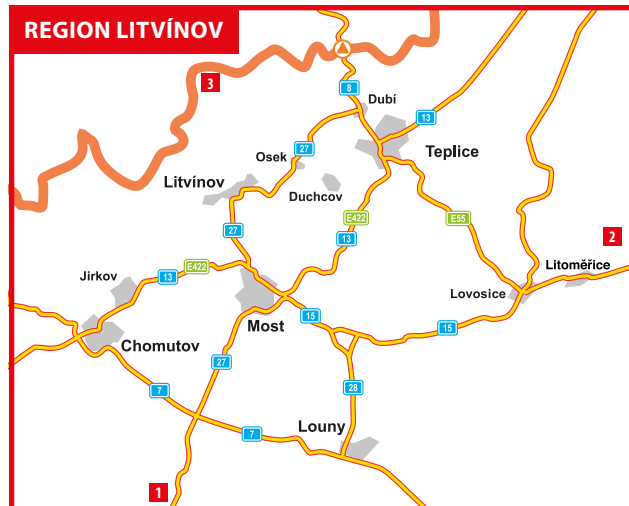 REGION LITVÍNOV
3
8
Dubí
13
27
Teplice
Osek
Litvínov
Duchcov
E422
E55
27
13
2
E422
Litoměřice
Jirkov
13
Lovosice
15
Most
15
Chomutov
27
7
28
Louny
7
1